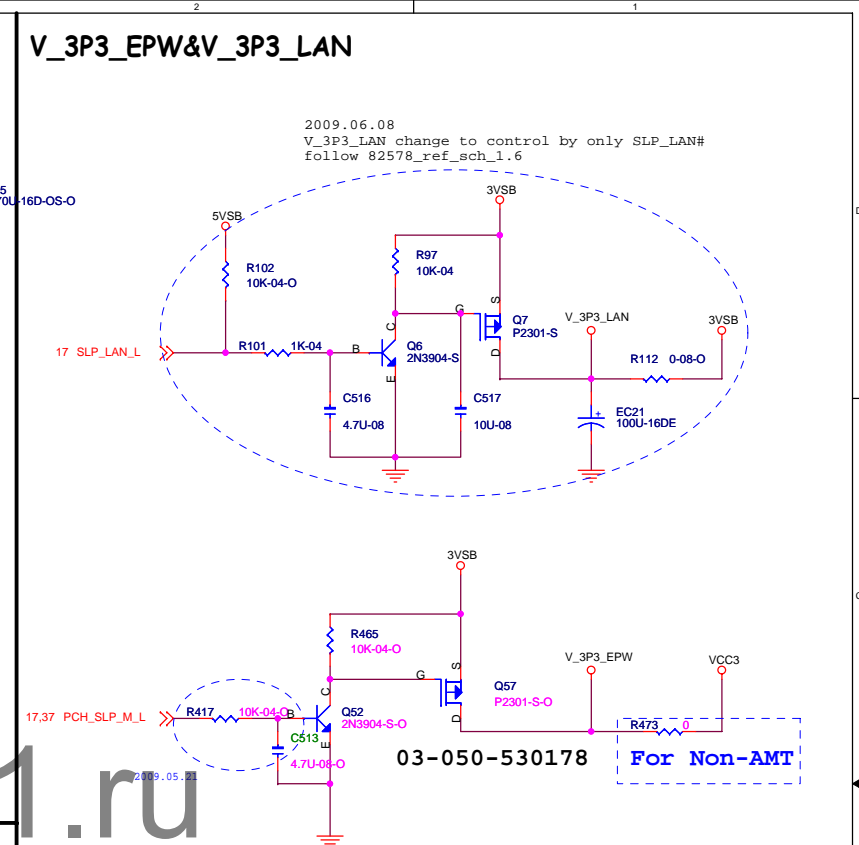 2
1
V_3P3_EPW&V_3P3_LAN
2009.06.08
V_3P3_LAN change to control by only SLP_LAN#
follow 82578_ref_sch_1.6
5
70U-16D-OS-O
D
5VSB
3VSB
R102
10K-04-O
R97
10K-04
G
S
Q7
P2301-S
D
V_3P3_LAN
3VSB
17 SLP_LAN_L
R101 1K-04
B
C
E
Q6
2N3904-S
R112 0-08-O
C516
4.7U-08
C517
10U-08
+
EC21
100U-16DE
3VSB
C
R465
10K-04-O
G
S
Q57
P2301-S-O
D
V_3P3_EPW
VCC3
17,37 PCH_SLP_M_L
R417 10K-04-O
B
C
E
Q52
2N3904-S-O
C513
4.7U-08-O
R473 0
03-050-530178
For Non-AMT
2009.05.21
1.ru